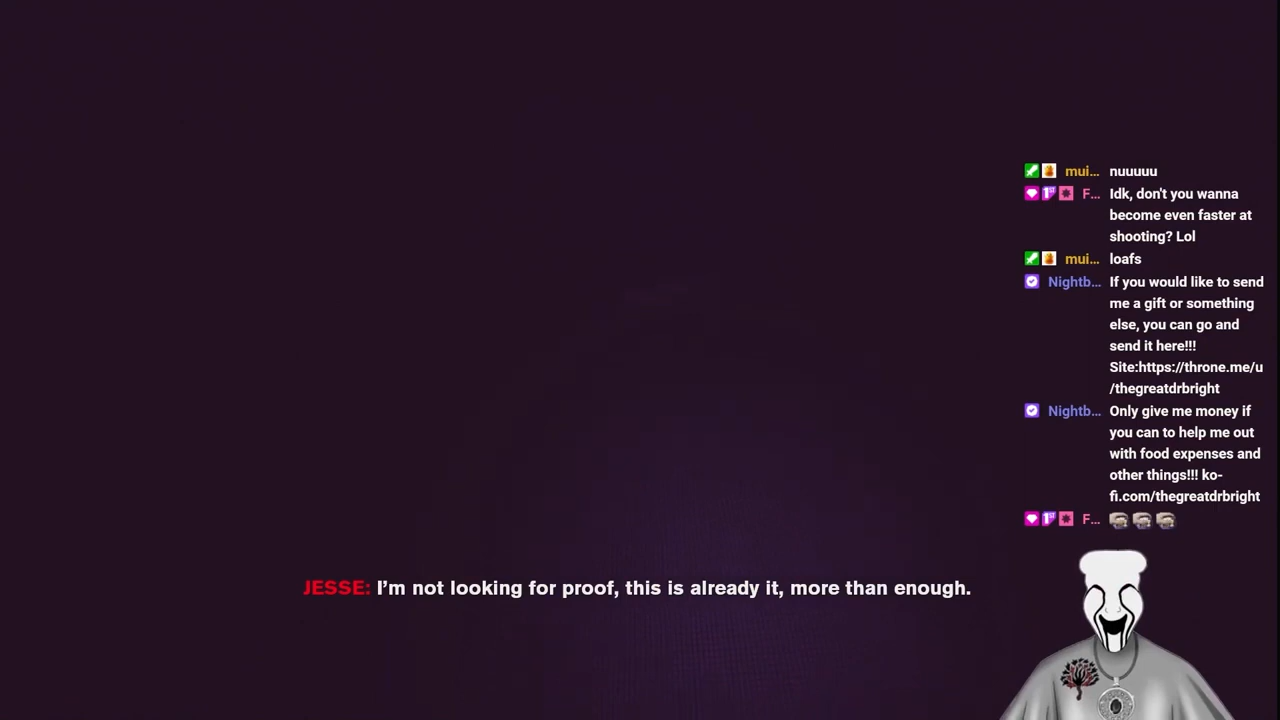 mui... nuuuuu
F... Idk, don't you wanna
become even faster at
shooting? Lol
mui... loafs
Nightb... If you would like to send
me a gift or something
else, you can go and
send it here!!!
Site:https://throne.me/u
/thegreatdrbright
Nightb... Only give me money if
you can to help me out
with food expenses and
other things!!! ko-
fi.com/thegreatdrbright
F...
JESSE: I’m not looking for proof, this is already it, more than enough.